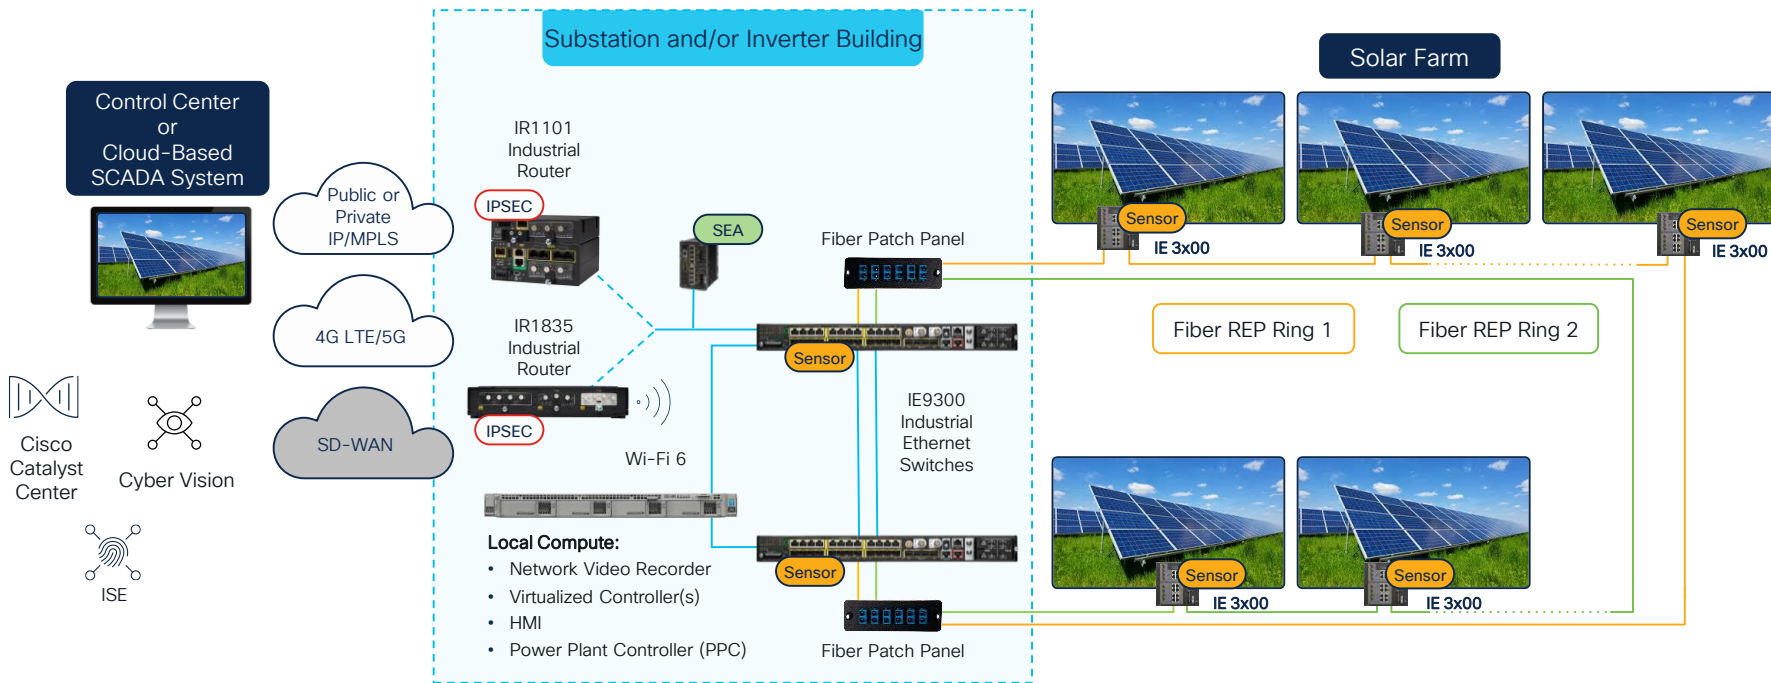 Substation and/or Inverter Building
Solar Farm
Control Center
or
Cloud-Based
SCADA System
Public or
Private
IP/MPLS
4G LTE/5G
SD-WAN
Cisco
Catalyst
Center
Cyber Vision
ISE
IR1101
Industrial
Router
IPSEC
SEA
Fiber Patch Panel
IR1835
Industrial
Router
IPSEC
Wi-Fi 6
Sensor
IE9300
Industrial
Ethernet
Switches
Local Compute:
• Network Video Recorder
• Virtualized Controller(s)
• HMI
• Power Plant Controller (PPC)
Sensor
Fiber Patch Panel
Sensor
IE 3x00
Sensor
IE 3x00
Sensor
IE 3x00
Fiber REP Ring 1
Fiber REP Ring 2
Sensor
IE 3x00
Sensor
IE 3x00